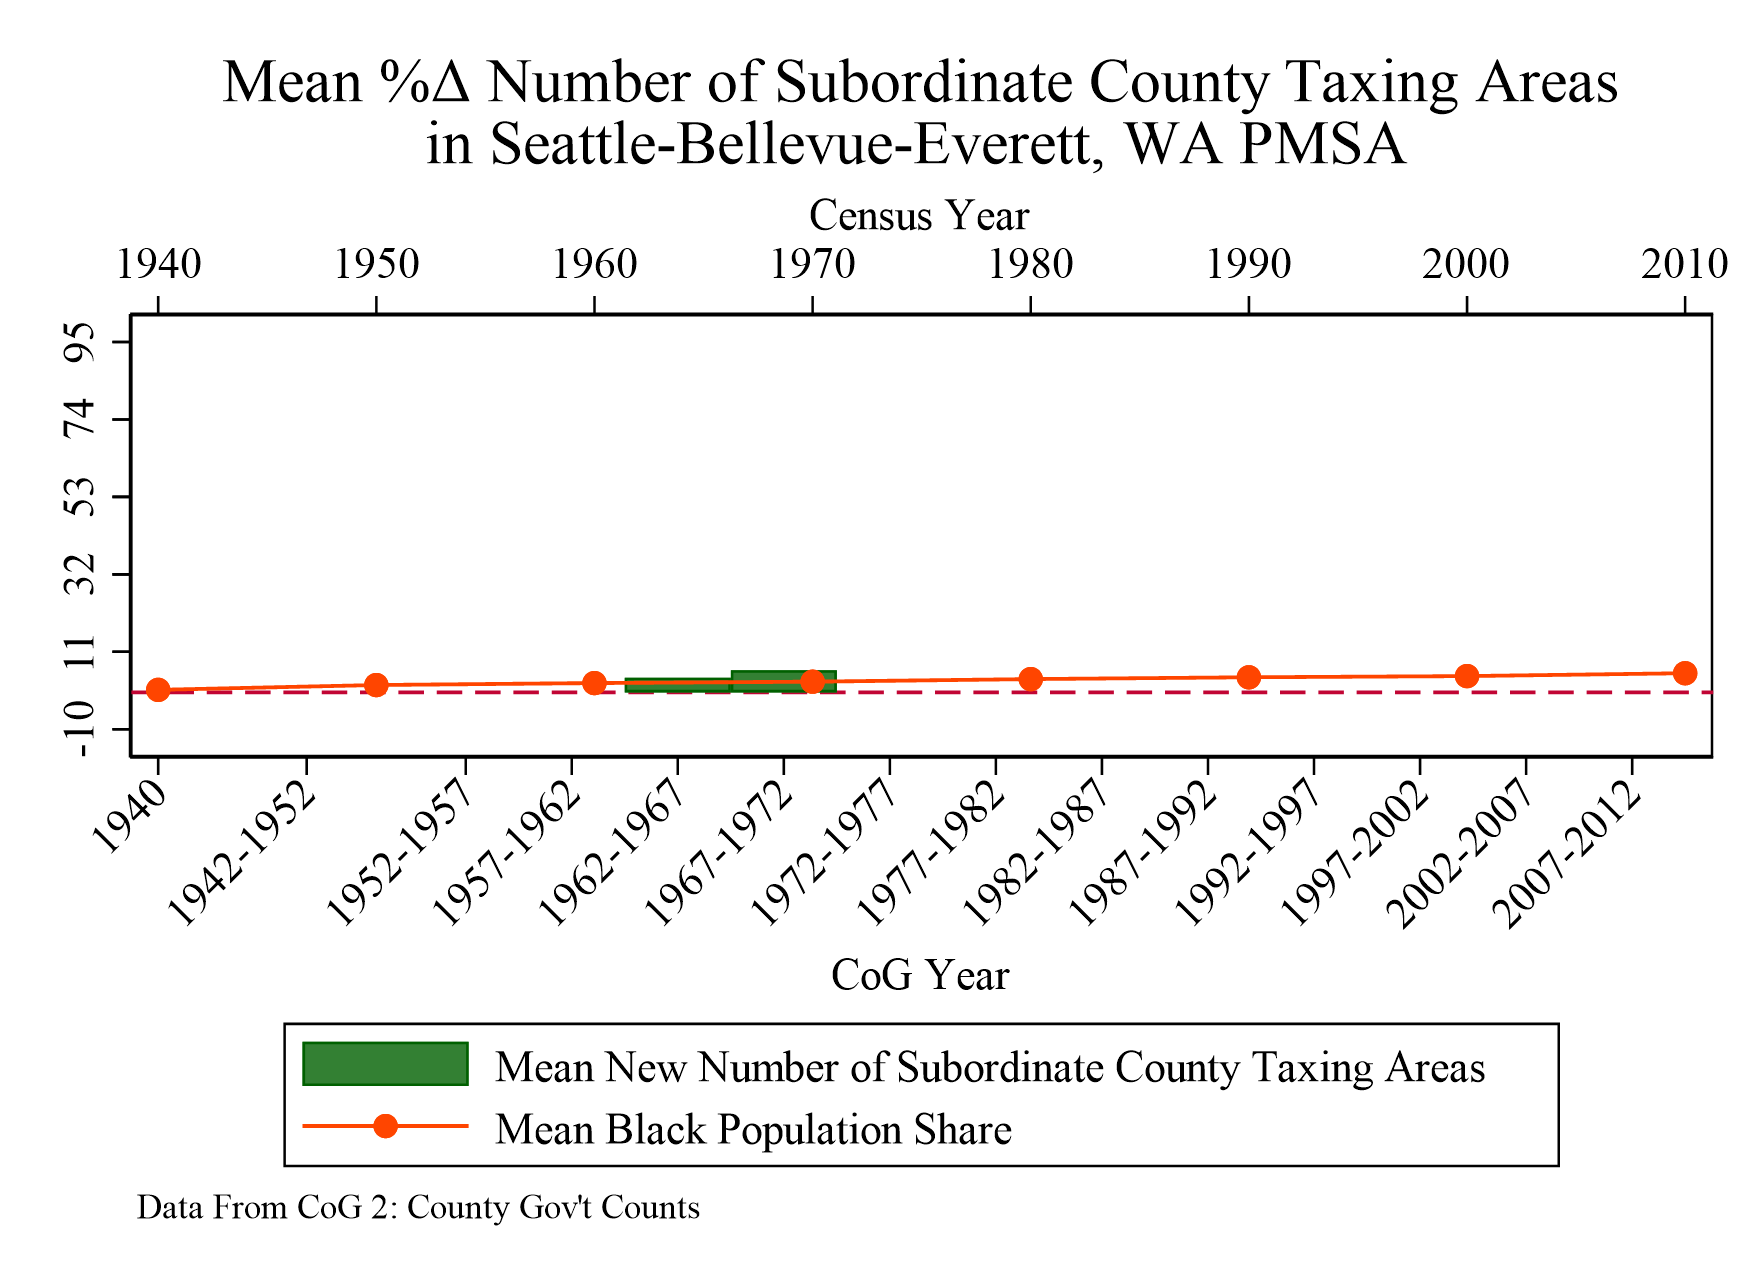 Mean %Δ Number of Subordinate County Taxing Areas
in Seattle-Bellevue-Everett, WA PMSA
Census Year
1940 1950 1960 1970 1980 1990 2000 2010
95
74
53
32
11
-10
1940 1942-1952 1952-1957 1957-1962 1962-1967 1967-1972 1972-1977 1977-1982 1982-1987 1987-1992 1992-1997 1997-2002 2002-2007 2007-2012
CoG Year
Mean New Number of Subordinate County Taxing Areas
Mean Black Population Share
Data From CoG 2: County Gov't Counts